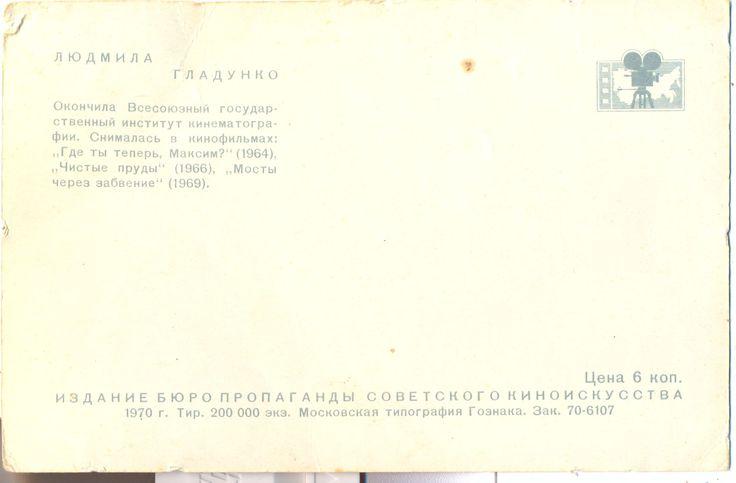 ЛЮДМИЛА
ГЛАДУНКО
Окончила Всесоюзный государ-
ственный институт кинематогра-
фии. Снималась в кинофильмах:
„Где ты теперь, Максим?“ (1964),
„Чистые пруды“ (1966), „Мосты
через забвение“ (1969).
Цена 6 коп.
ИЗДАНИЕ БЮРО ПРОПАГАНДЫ СОВЕТСКОГО КИНОИСКУССТВА
1970 г. Тир. 200 000 экз. Московская типография Гознака. Зак. 70-6107